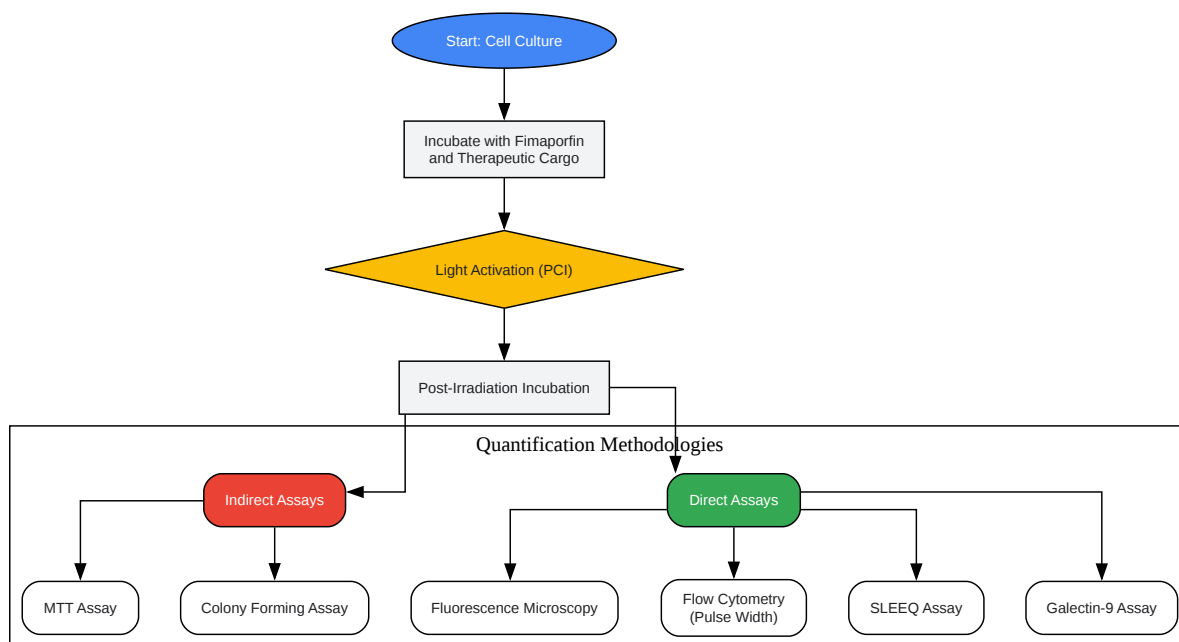 Start: Cell Culture
Incubate with Fimaporfin
and Therapeutic Cargo
Light Activation (PCI)
Post-Irradiation Incubation
Quantification Methodologies
Indirect Assays
Direct Assays
MTT Assay
Colony Forming Assay
Fluorescence Microscopy
Flow Cytometry
(Pulse Width)
SLEEQ Assay
Galectin-9 Assay